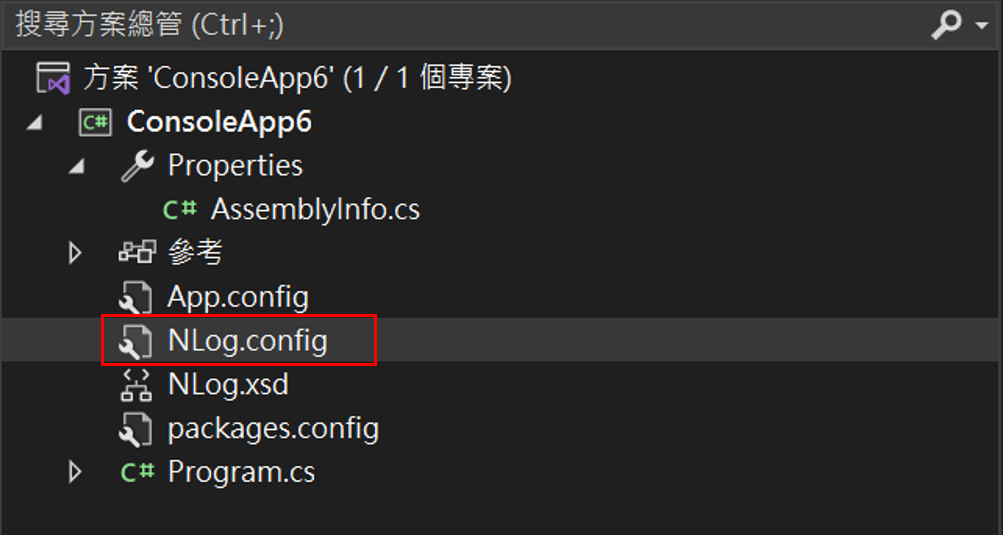 搜尋方案總管 (Ctrl+;)
方案 'ConsoleApp6' (1 / 1 個專案)
C# ConsoleApp6
Properties
C# AssemblyInfo.cs
參考
App.config
NLog.config
NLog.xsd
packages.config
C# Program.cs